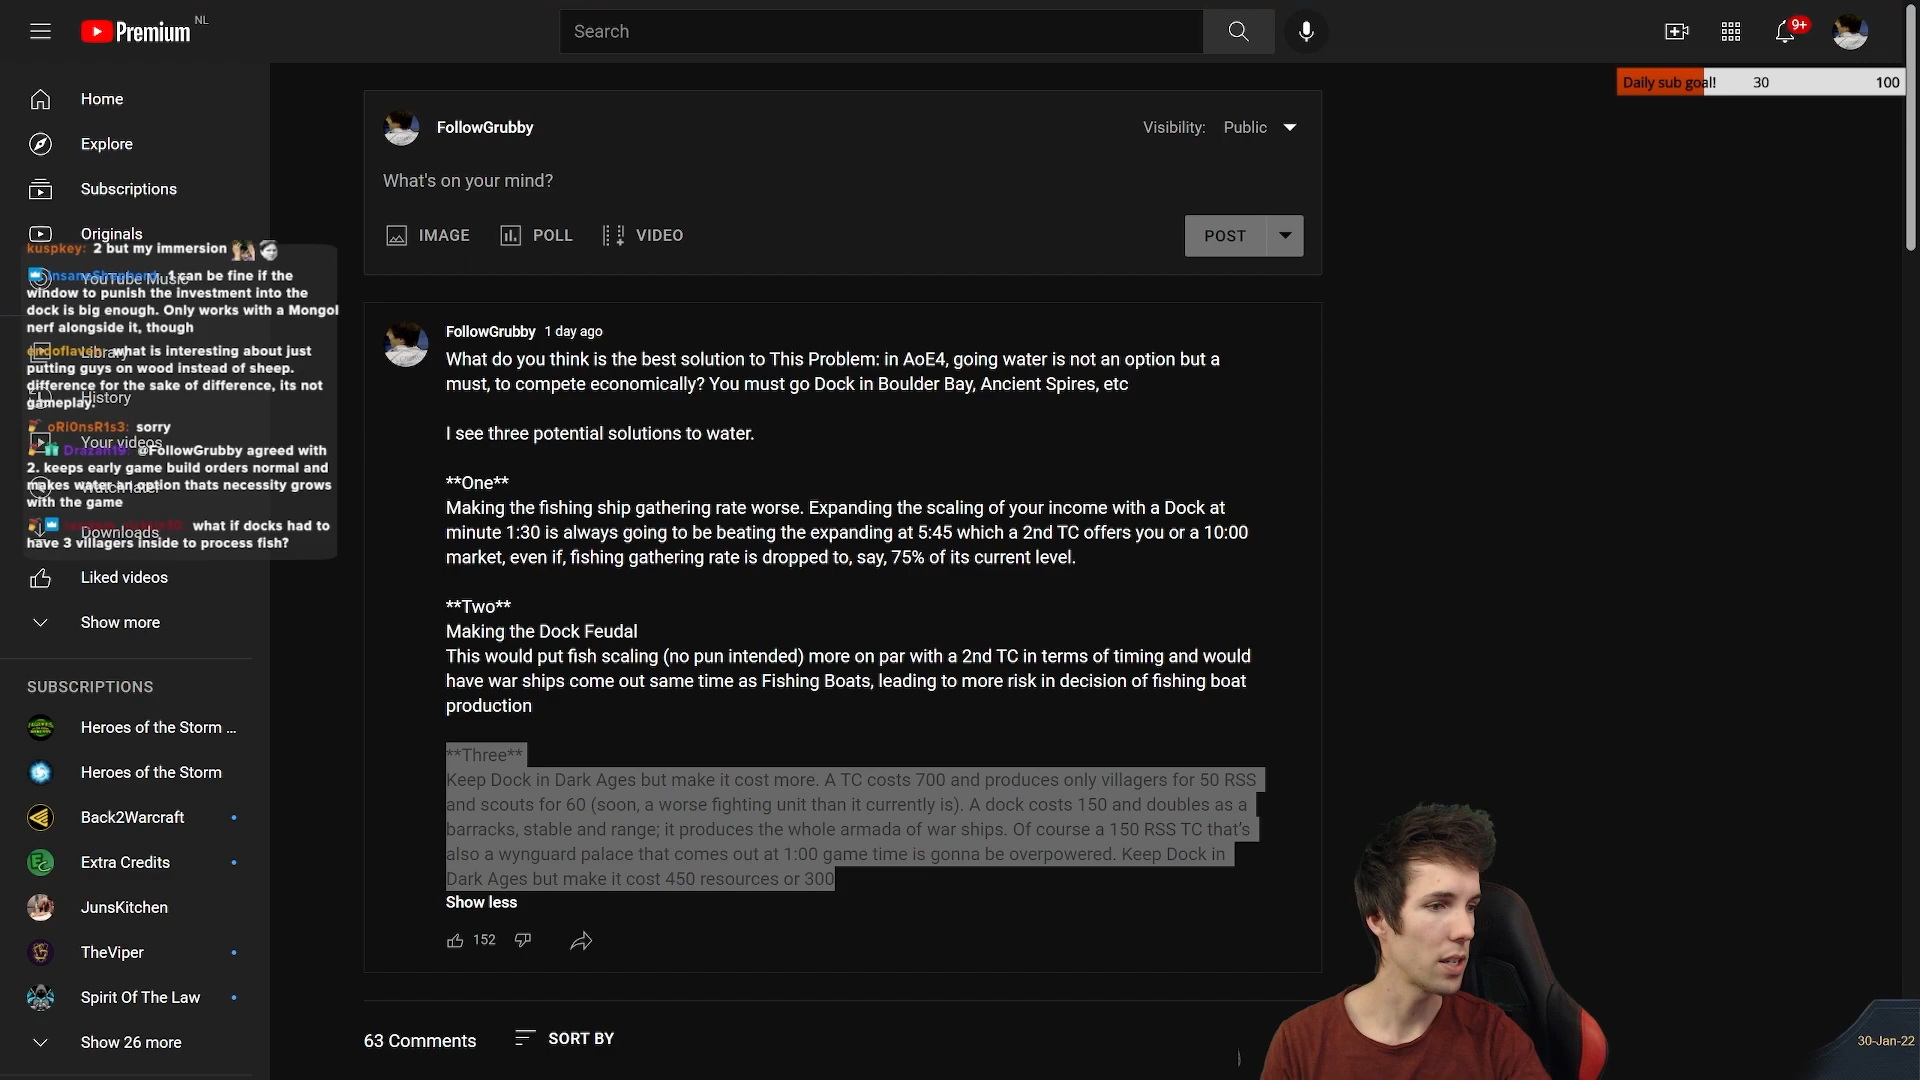 Premium
NL
Search
9+
Daily sub goal! 30 100
Home
Explore
Subscriptions
Originals
YouTube Music
Library
History
Your videos
Watch later
Downloads
Liked videos
Show more
SUBSCRIPTIONS
Heroes of the Storm ...
Heroes of the Storm
Back2Warcraft
Extra Credits
JunsKitchen
TheViper
Spirit Of The Law
Show 26 more
kuspkey: 2 but my immersion
InsaneShepherd: 1 can be fine if the
window to punish the investment into the
dock is big enough. Only works with a Mongol
nerf alongside it, though
what is interesting about just
putting guys on wood instead of sheep.
difference for the sake of difference, its not
gameplay.
oRi0nsR1s3: sorry
Drazan19: @FollowGrubby agreed with
2. keeps early game build orders normal and
makes water an option thats necessity grows
with the game
what if docks had to
have 3 villagers inside to process fish?
FollowGrubby
Visibility: Public
What's on your mind?
IMAGE POLL VIDEO
POST
FollowGrubby 1 day ago
What do you think is the best solution to This Problem: in AoE4, going water is not an option but a
must, to compete economically? You must go Dock in Boulder Bay, Ancient Spires, etc
I see three potential solutions to water.
**One**
Making the fishing ship gathering rate worse. Expanding the scaling of your income with a Dock at
minute 1:30 is always going to be beating the expanding at 5:45 which a 2nd TC offers you or a 10:00
market, even if, fishing gathering rate is dropped to, say, 75% of its current level.
**Two**
Making the Dock Feudal
This would put fish scaling (no pun intended) more on par with a 2nd TC in terms of timing and would
have war ships come out same time as Fishing Boats, leading to more risk in decision of fishing boat
production
**Three**
Keep Dock in Dark Ages but make it cost more. A TC costs 700 and produces only villagers for 50 RSS
and scouts for 60 (soon, a worse fighting unit than it currently is). A dock costs 150 and doubles as a
barracks, stable and range; it produces the whole armada of war ships. Of course a 150 RSS TC that's
also a wynguard palace that comes out at 1:00 game time is gonna be overpowered. Keep Dock in
Dark Ages but make it cost 450 resources or 300
Show less
152
63 Comments
SORT BY
30-Jan-22